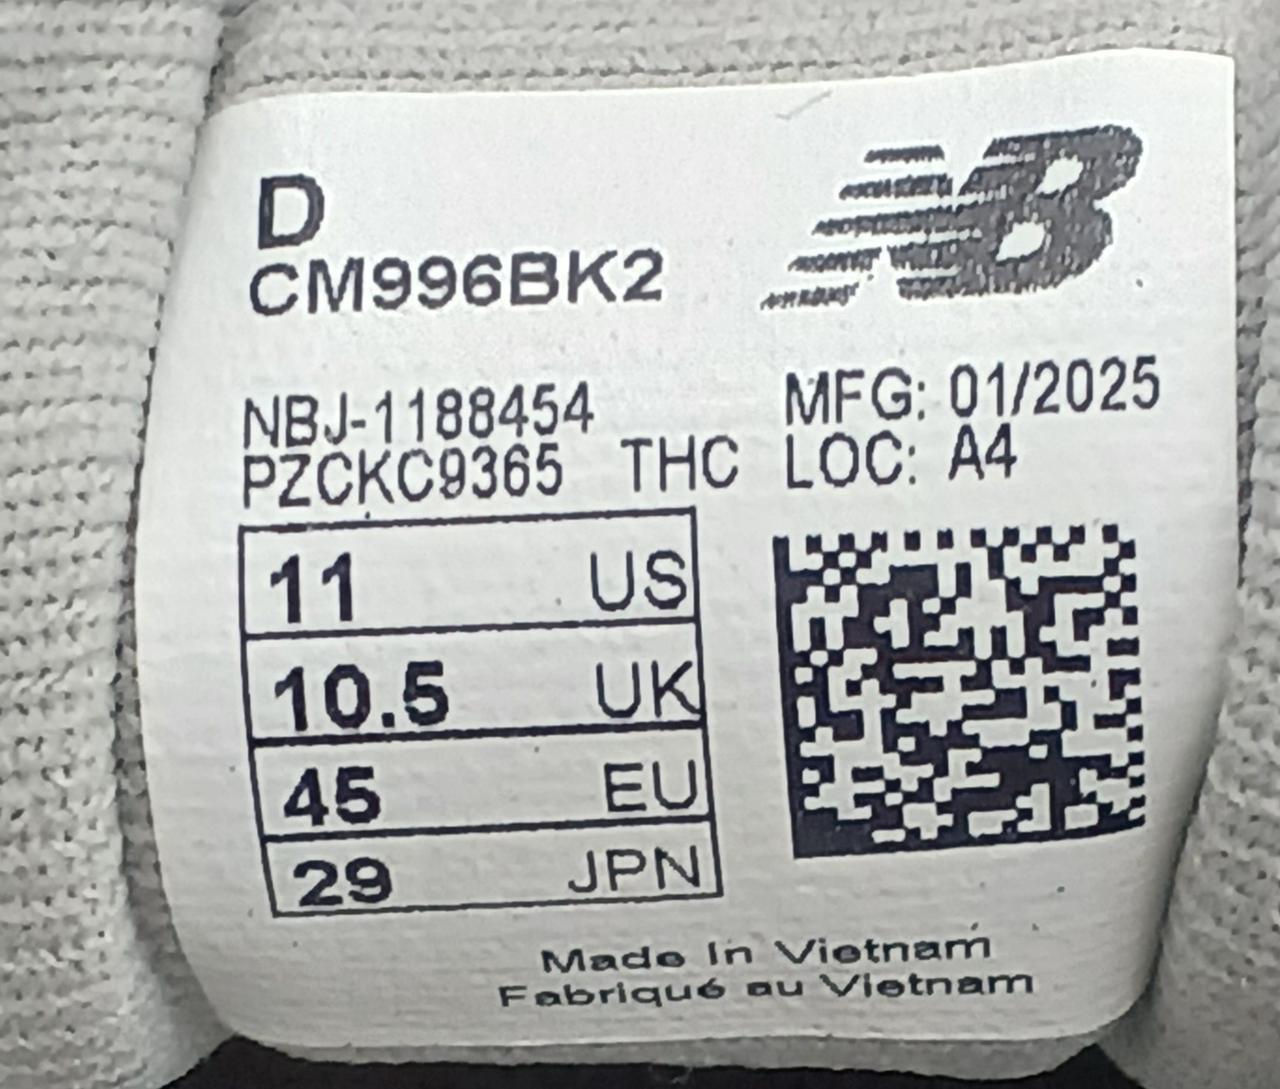 D
CM996BK2
NB
NBJ-1188454
MFG: 01/2025
PZCKC9365 THC LOC: A4
11 US
10.5 UK
45 EU
29 JPN
Made In Vietnam
Fabriqué au Vietnam